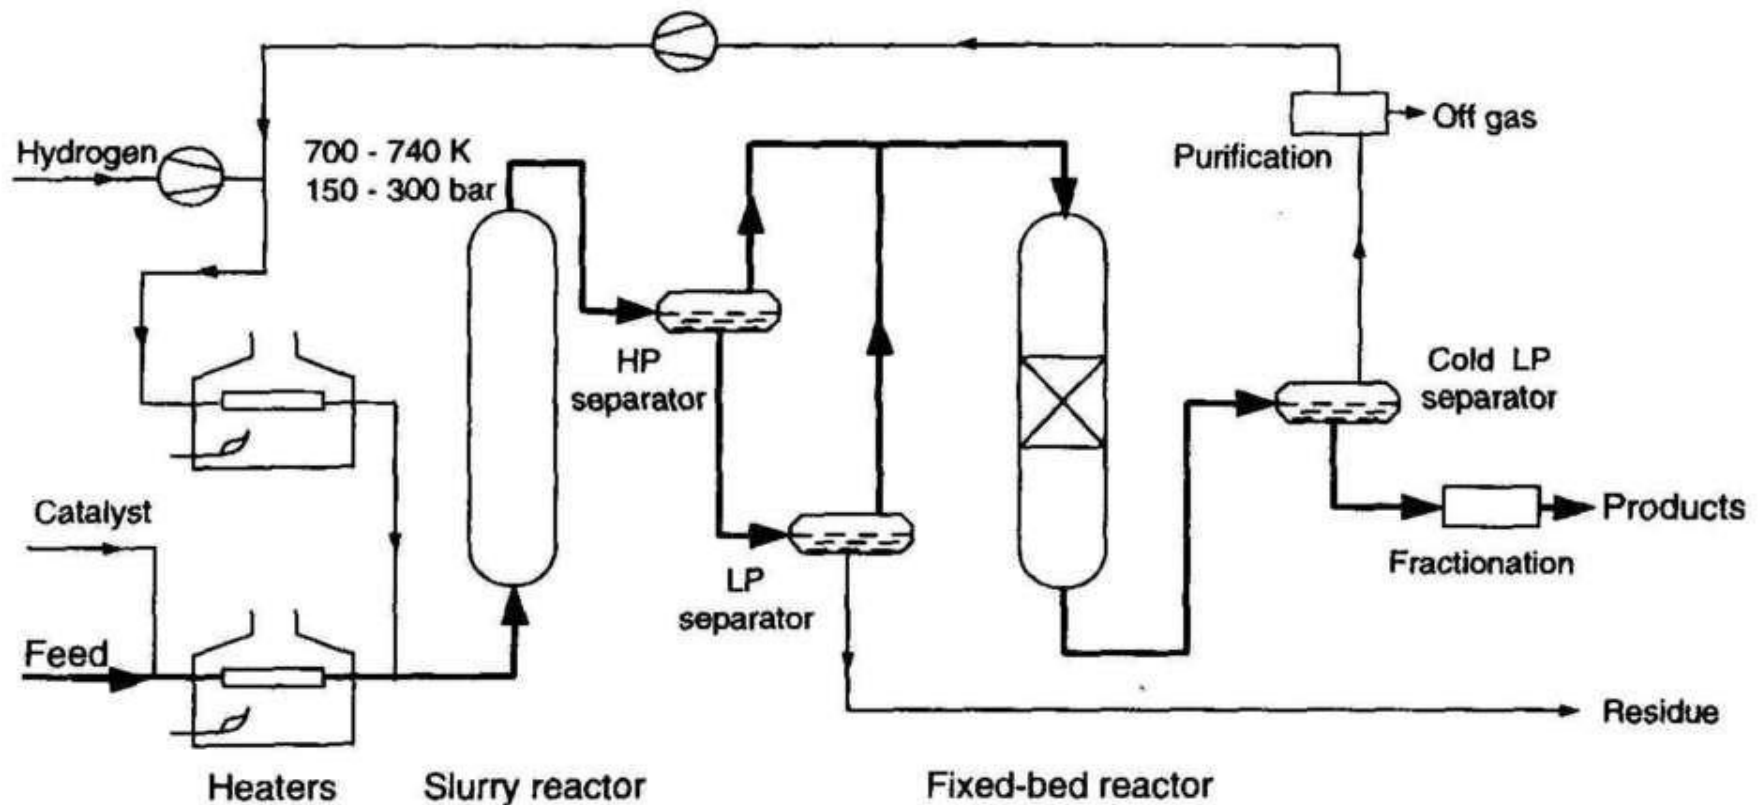 Hydrogen
700 - 740 K
150 - 300 bar
Off gas
Purification
HP
separator
Cold LP
separator
Catalyst
Products
Fractionation
LP
separator
Feed
Residue
Heaters
Slurry reactor
Fixed-bed reactor